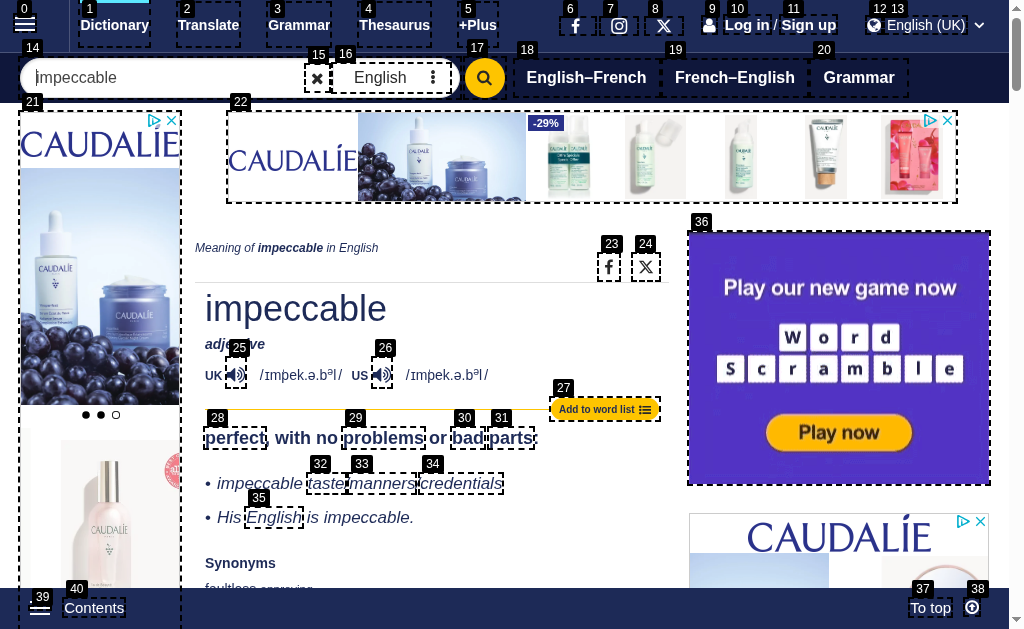 Dictionary
Translate
Grammar
Thesaurus
+Plus
Log in / Sign up
English (UK)
impeccable
English
English–French
French–English
Grammar
CAUDALÍE
CAUDALÍE
-29%
Meaning of impeccable in English
impeccable
adjective
UK /ɪmˈpek.ə.bᵊl/ US /ɪmˈpek.ə.bᵊl/
Add to word list
perfect, with no problems or bad parts:
• impeccable taste/manners/credentials
• His English is impeccable.
Synonyms
Play our new game now
Word
Scramble
Play now
CAUDALÍE
Contents
To top
0
1
2
3
4
5
6
7
8
9
10
11
12
13
14
15
16
17
18
19
20
21
22
23
24
25
26
27
28
29
30
31
32
33
34
35
36
37
38
39
40